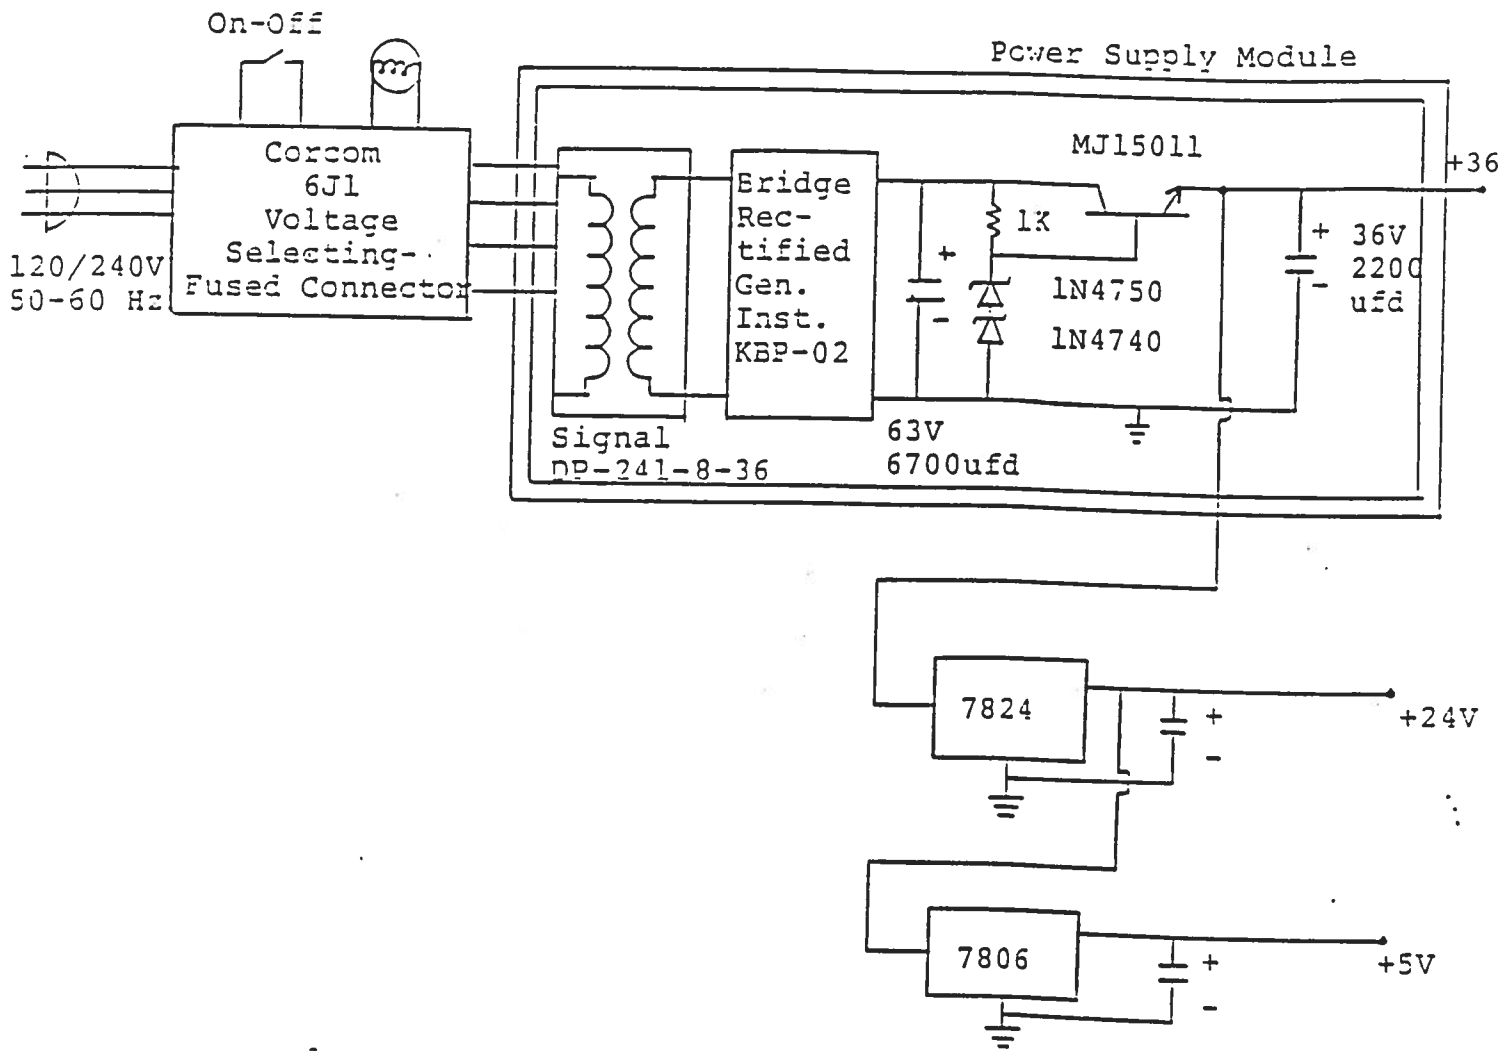 On-Off
Power Supply Module
Corcom
6J1
Voltage
Selecting-
Fused Connector
120/240V
50-60 Hz
Bridge
Rec-
tified
Gen.
Inst.
KBP-02
Signal
DP-241-8-36
+
-
63V
6700ufd
1K
1N4750
1N4740
MJ15011
+36
+
-
36V
2200
ufd
7824
+
-
+24V
7806
+
-
+5V